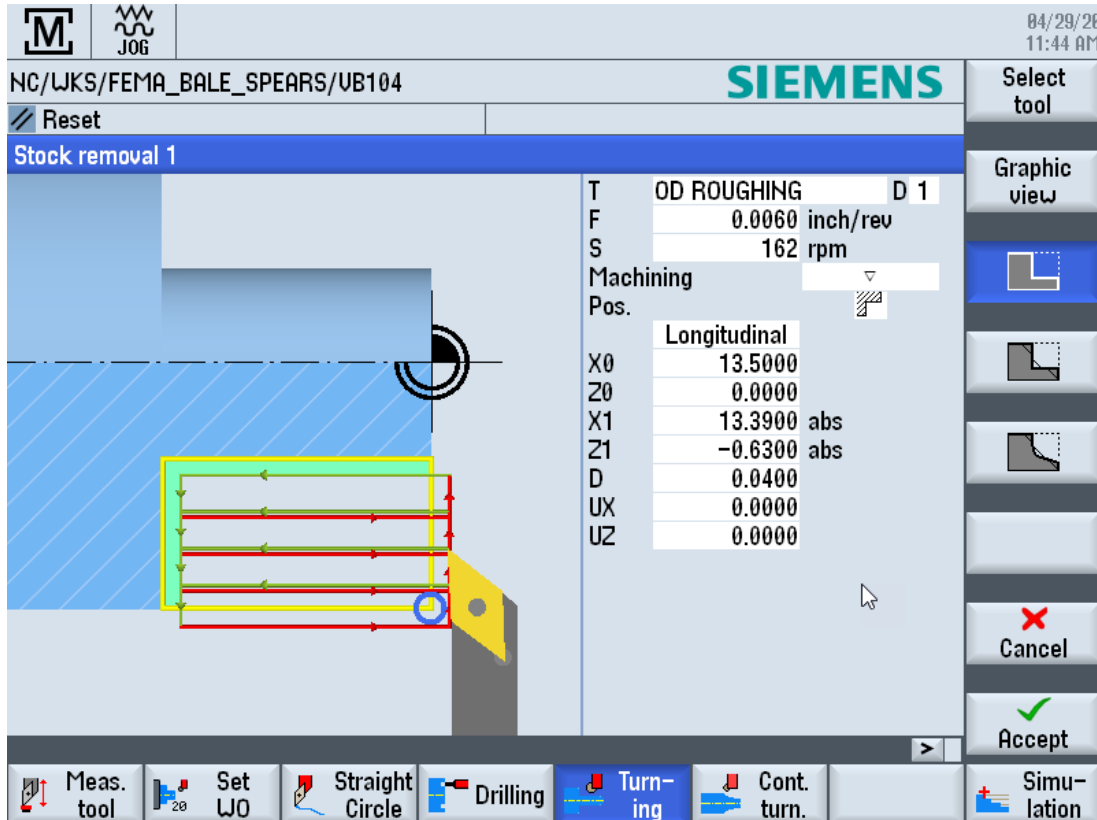 M
JOG
04/29/20
11:44 AM
NC/WKS/FEMA_BALE_SPEARS/VB104
SIEMENS
Reset
Stock removal 1
T OD ROUGHING D 1
F 0.0060 inch/rev
S 162 rpm
Machining ▽
Pos.
Longitudinal
X0 13.5000
Z0 0.0000
X1 13.3900 abs
Z1 -0.6300 abs
D 0.0400
UX 0.0000
UZ 0.0000
Select
tool
Graphic
view
Cancel
Accept
>
Meas.
tool
20
Set
WO
Straight
Circle
Drilling
Turn-
ing
Cont.
turn.
Simu-
lation